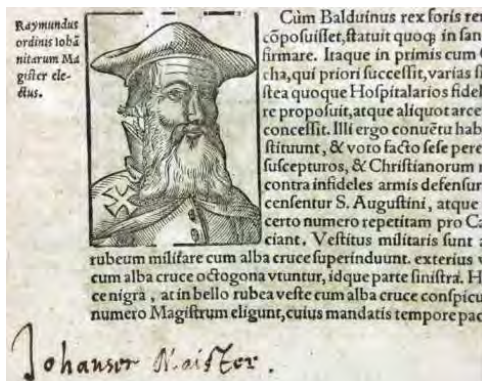 Raymundus
ordinis Iohã
nitarum Ma
gister ele-
ctus.
Cùm Balduinus rex foris re
cõposuisset, statuit quoq; in san
firmare. Itaque in primis cum
cha, qui priori successit, varias
stea quoque Hospitalarios fidel
re proposuit, atque aliquot arce
concessit. Illi ergo conuẽtu hab
stituunt, & voto facto sese pere
suscepturos, & Christianorum
contra infideles armis defensur
censentur S. Augustini, atque
certo numero repetitam pro Ca
ciant. Vestitus militaris sunt
rubeum militare cum alba cruce superinduunt. exterius v
cum alba cruce octogona vtuntur, idque parte sinistra. H
ce nigra, at in bello rubea veste cum alba cruce conspicu
numero Magistrum eligunt, cuius mandatis tempore pac
Johanser Maister.